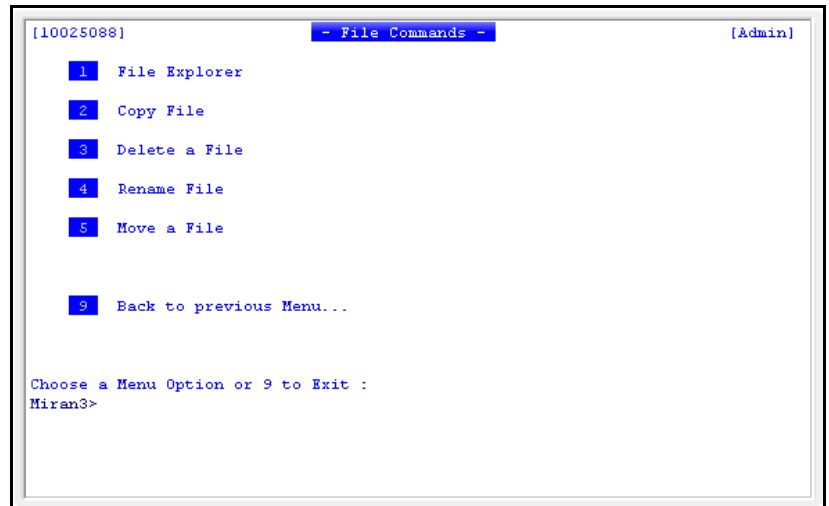 [10025088] - File Commands - [Admin]
1 File Explorer
2 Copy File
3 Delete a File
4 Rename File
5 Move a File
9 Back to previous Menu...
Choose a Menu Option or 9 to Exit :
Miran3>